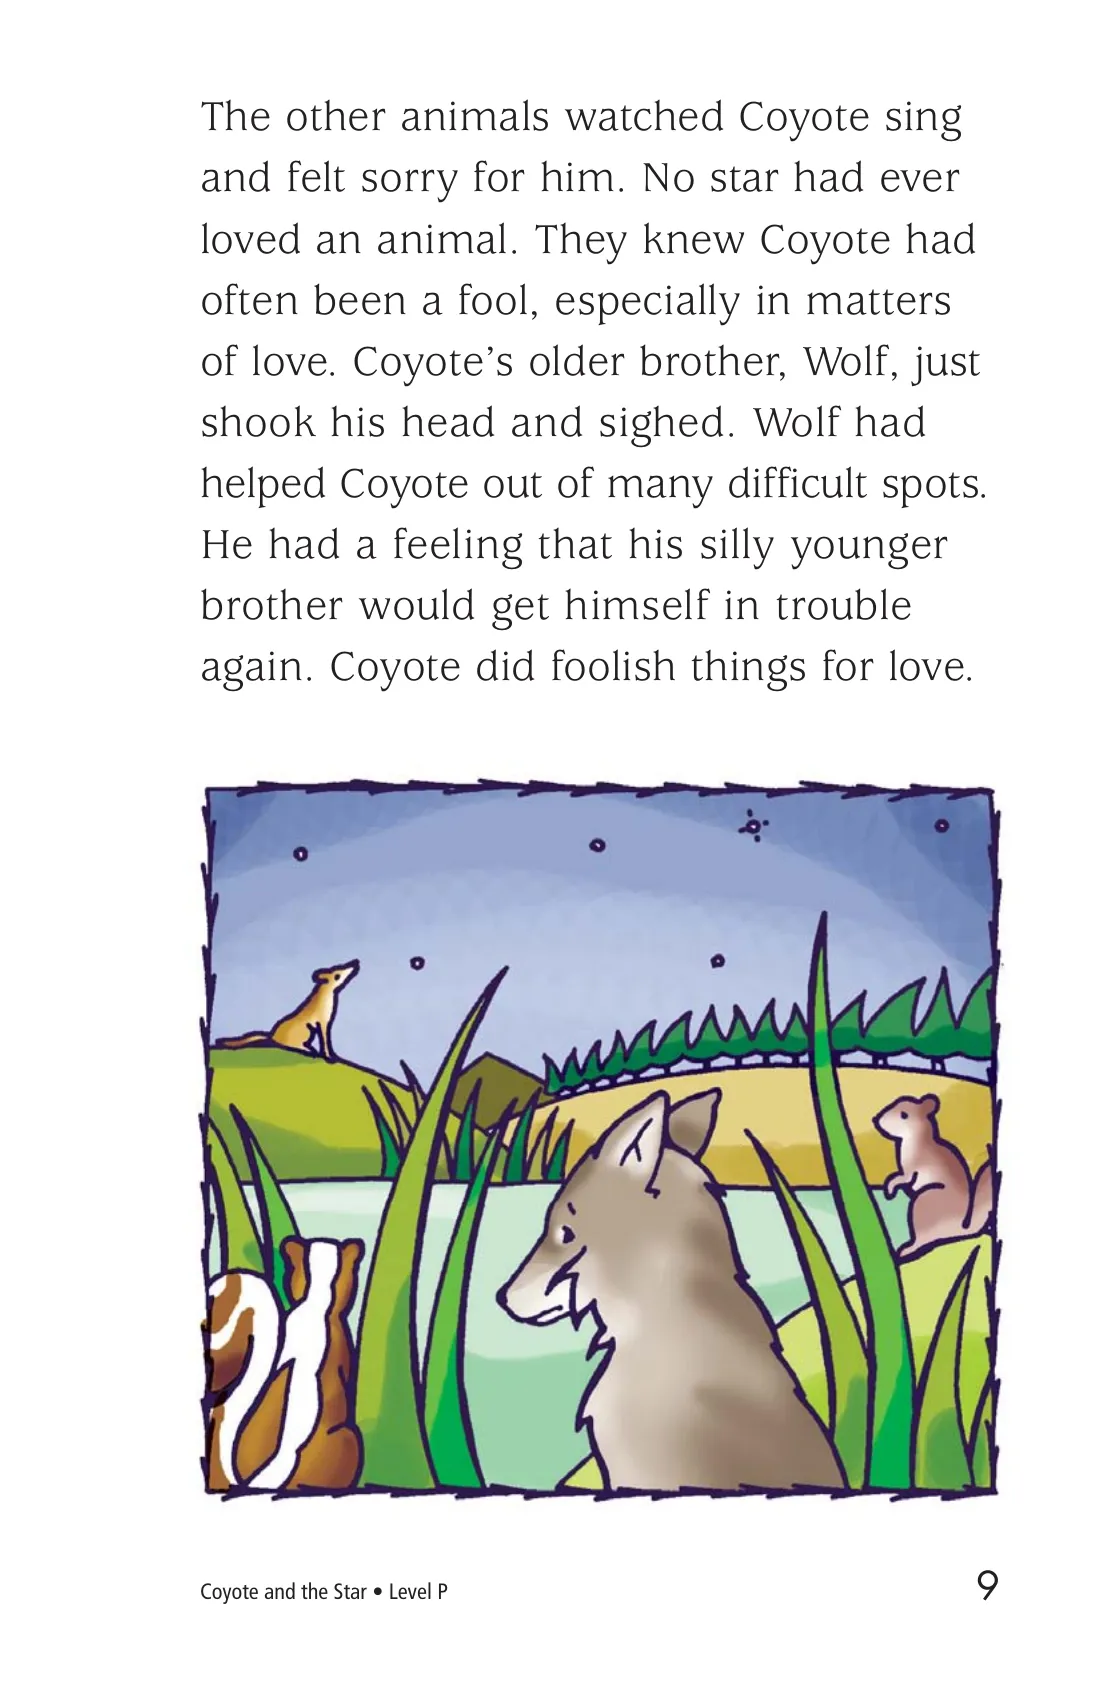 The other animals watched Coyote sing
and felt sorry for him. No star had ever
loved an animal. They knew Coyote had
often been a fool, especially in matters
of love. Coyote’s older brother, Wolf, just
shook his head and sighed. Wolf had
helped Coyote out of many difficult spots.
He had a feeling that his silly younger
brother would get himself in trouble
again. Coyote did foolish things for love.
Coyote and the Star • Level P
9